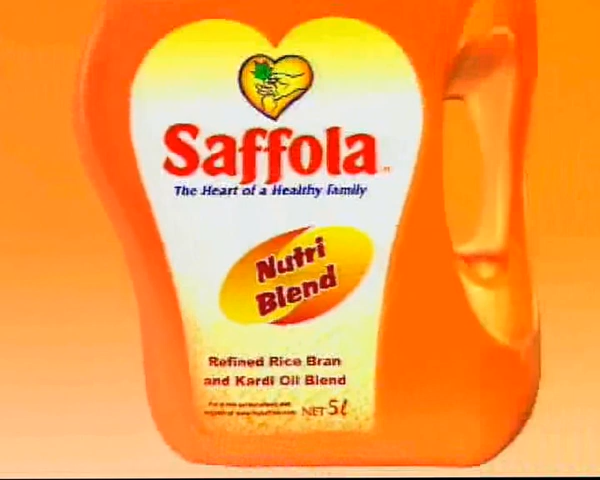 Saffola
The Heart of a Healthy family
Nutri
Blend
Refined Rice Bran
and Kardi Oil Blend
NET 5ℓ